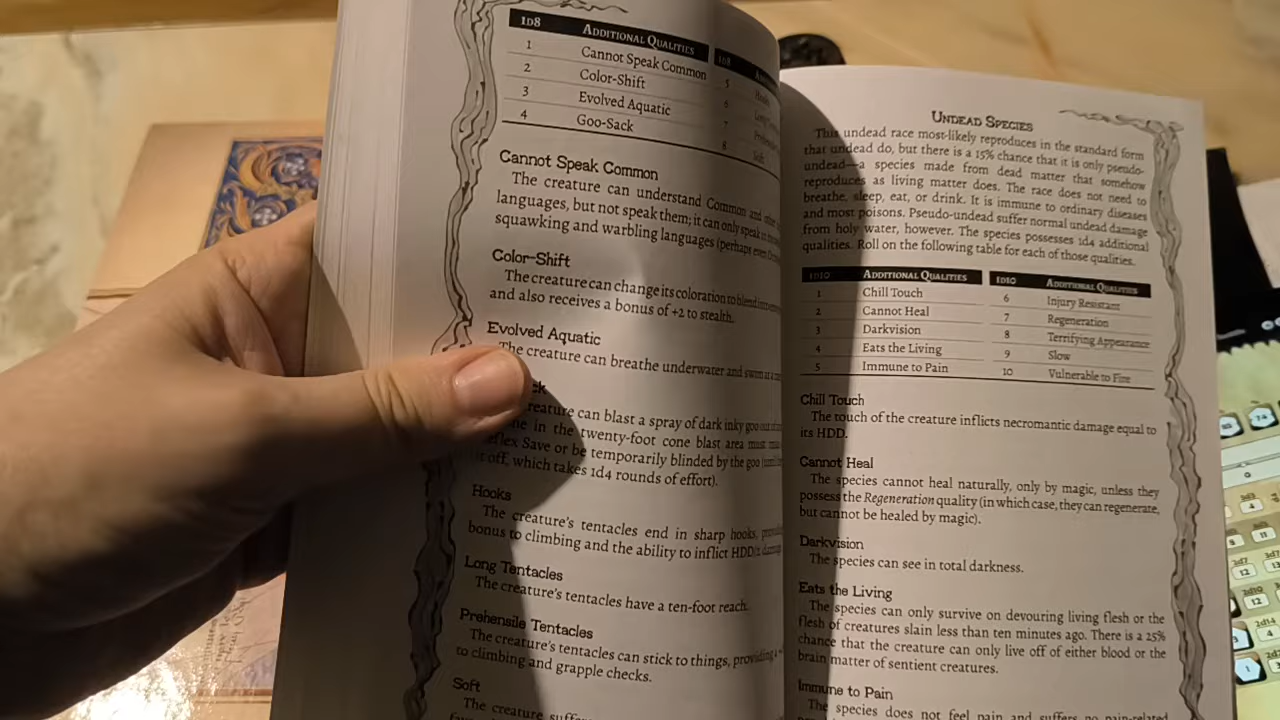 1D8 Additional Qualities
1 Cannot Speak Common
2 Color-Shift
3 Evolved Aquatic
4 Goo-Sack
1d8
5
6
7
8
Cannot Speak Common
The creature can understand Common and
languages, but not speak them; it can only speak
squawking and warbling languages (perhaps even
Color-Shift
The creature can change its coloration to blend
and also receives a bonus of +2 to stealth.
Evolved Aquatic
The creature can breathe underwater and swim at a
creature can blast a spray of dark inky goo
in the twenty-foot cone blast area must
Reflex Save or be temporarily blinded by the goo
off, which takes 1d4 rounds of effort).
Hooks
The creature's tentacles end in sharp hooks,
bonus to climbing and the ability to inflict
Long Tentacles
The creature's tentacles have a ten-foot reach.
Prehensile Tentacles
The creature's tentacles can stick to things, providing a
to climbing and grapple checks.
Soft
The creature
Undead Species
This undead race most-likely reproduces in the standard form
that undead do, but there is a 15% chance that it is only pseudo-
undead—a species made from dead matter that somehow
reproduces as living matter does. The race does not need to
breathe, sleep, eat, or drink. It is immune to ordinary diseases
and most poisons. Pseudo-undead suffer normal undead damage
from holy water, however. The species possesses 1d4 additional
qualities. Roll on the following table for each of those qualities.
1D10 Additional Qualities 1D10 Additional Qualities
1 Chill Touch 6 Injury Resistant
2 Cannot Heal 7 Regeneration
3 Darkvision 8 Terrifying Appearance
4 Eats the Living 9 Slow
5 Immune to Pain 10 Vulnerable to Fire
Chill Touch
The touch of the creature inflicts necromantic damage equal to
its HDD.
Cannot Heal
The species cannot heal naturally, only by magic, unless they
possess the Regeneration quality (in which case, they can regenerate,
but cannot be healed by magic).
Darkvision
The species can see in total darkness.
Eats the Living
The species can only survive on devouring living flesh or the
flesh of creatures slain less than ten minutes ago. There is a 25%
chance that the creature can only live off of either blood or the
brain matter of sentient creatures.
Immune to Pain
The species does not feel pain and suffers no pain-related